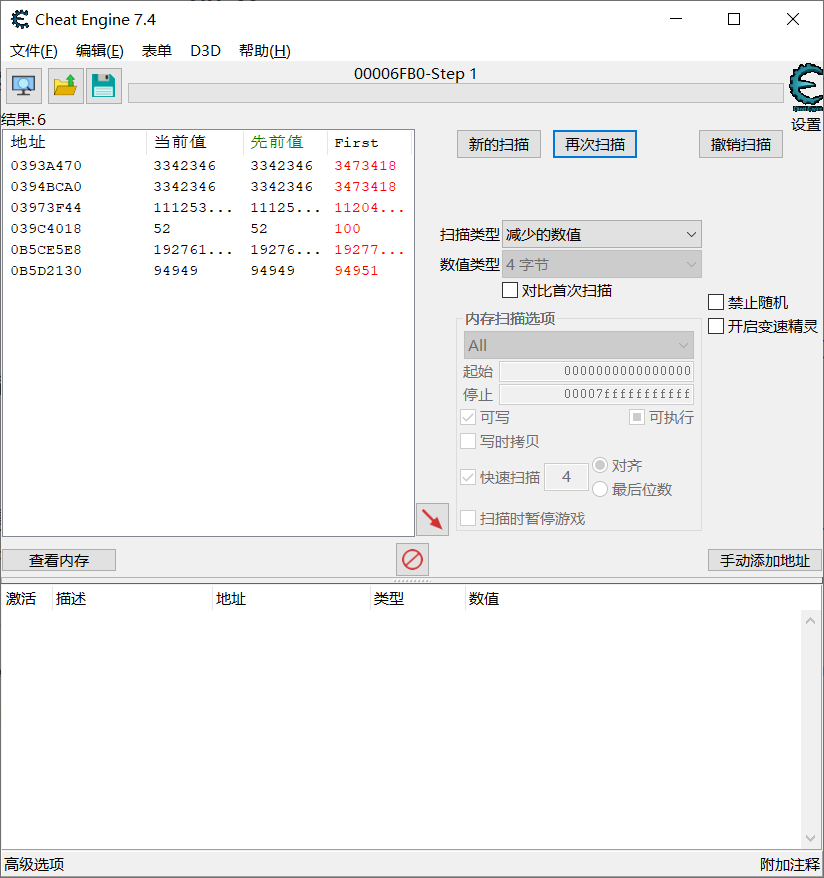 Cheat Engine 7.4
文件(F) 编辑(E) 表单 D3D 帮助(H)
00006FB0-Step 1
设置
结果:6
地址 当前值 先前值 First
0393A470 3342346 3342346 3473418
0394BCA0 3342346 3342346 3473418
03973F44 111253... 11125... 11204...
039C4018 52 52 100
0B5CE5E8 192761... 19276... 19277...
0B5D2130 94949 94949 94951
新的扫描 再次扫描 撤销扫描
扫描类型 减少的数值
数值类型 4 字节
对比首次扫描
禁止随机
开启变速精灵
内存扫描选项
All
起始 0000000000000000
停止 00007fffffffffff
可写 可执行
写时拷贝
快速扫描 4 对齐
最后位数
扫描时暂停游戏
查看内存 手动添加地址
激活 描述 地址 类型 数值
高级选项 附加注释